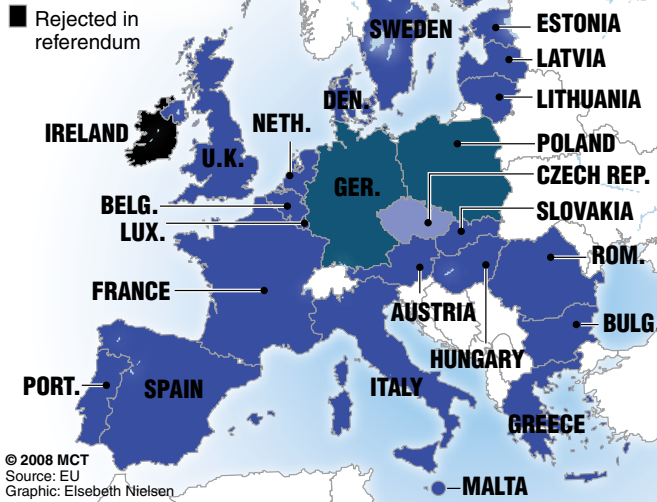 Rejected in
referendum
SWEDEN
ESTONIA
LATVIA
LITHUANIA
DEN.
NETH.
IRELAND
U.K.
POLAND
CZECH REP.
GER.
BELG.
SLOVAKIA
LUX.
ROM.
FRANCE
AUSTRIA
BULG.
HUNGARY
PORT.
SPAIN
ITALY
GREECE
© 2008 MCT
Source: EU
Graphic: Elsebeth Nielsen
MALTA